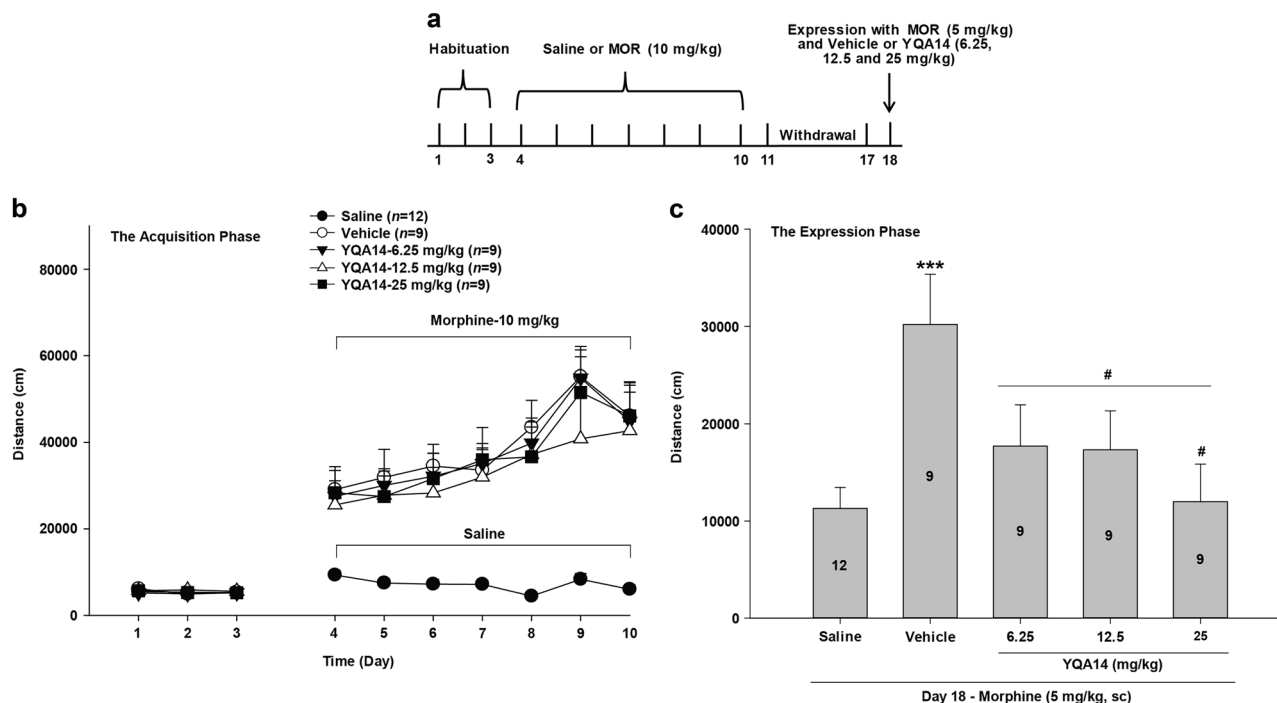 a
Habituation
Saline or MOR (10 mg/kg)
Expression with MOR (5 mg/kg)
and Vehicle or YQA14 (6.25,
12.5 and 25 mg/kg)
Withdrawal
1 3 4 10 11 17 18
b
The Acquisition Phase
Saline (n=12)
Vehicle (n=9)
YQA14-6.25 mg/kg (n=9)
YQA14-12.5 mg/kg (n=9)
YQA14-25 mg/kg (n=9)
Morphine-10 mg/kg
Saline
Distance (cm)
80000
60000
40000
20000
0
1 2 3 4 5 6 7 8 9 10
Time (Day)
c
The Expression Phase
Distance (cm)
40000
30000
20000
10000
0
***
#
#
12
9
9
9
9
Saline Vehicle 6.25 12.5 25
YQA14 (mg/kg)
Day 18 - Morphine (5 mg/kg, sc)